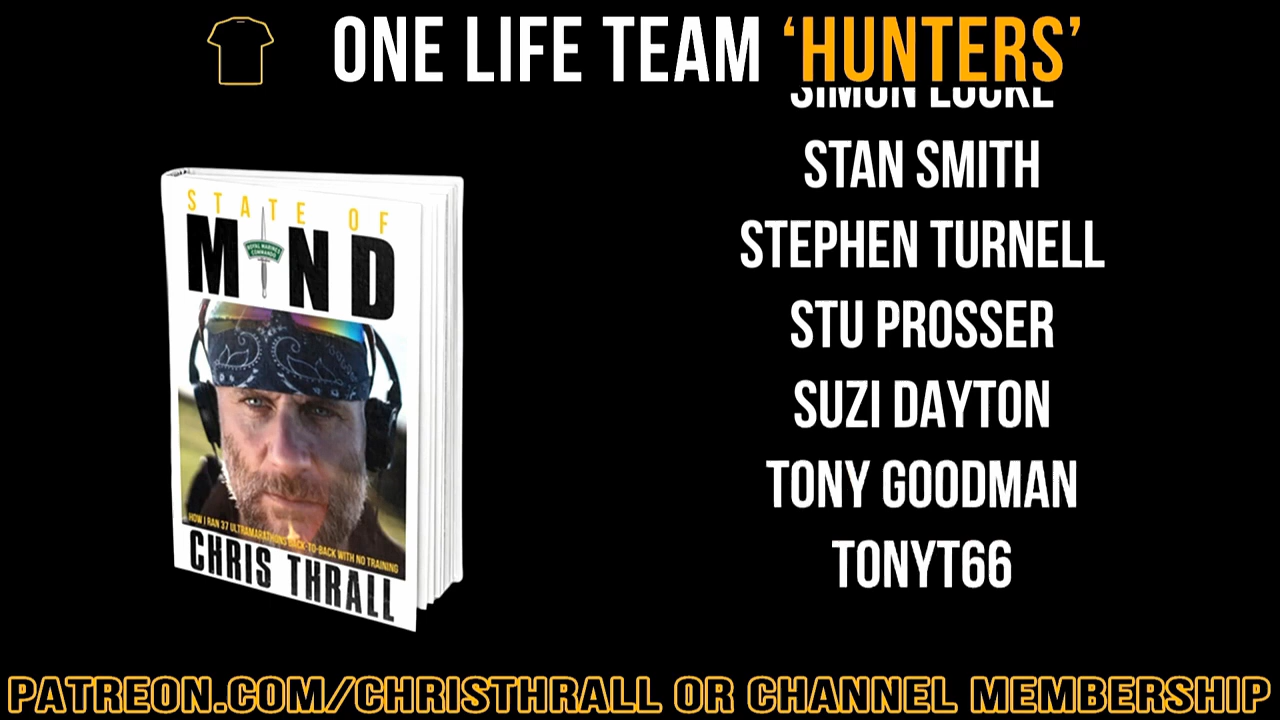 ONE LIFE TEAM ‘HUNTERS’
SIMON LOCKE
STAN SMITH
STEPHEN TURNELL
STU PROSSER
SUZI DAYTON
TONY GOODMAN
TONYT66
STATE OF
MIND
ROYAL MARINES
COMMANDO
HOW I RAN 37 ULTRAMARATHONS BACK-TO-BACK WITH NO TRAINING
CHRIS THRALL
PATREON.COM/CHRISTHRALL OR CHANNEL MEMBERSHIP